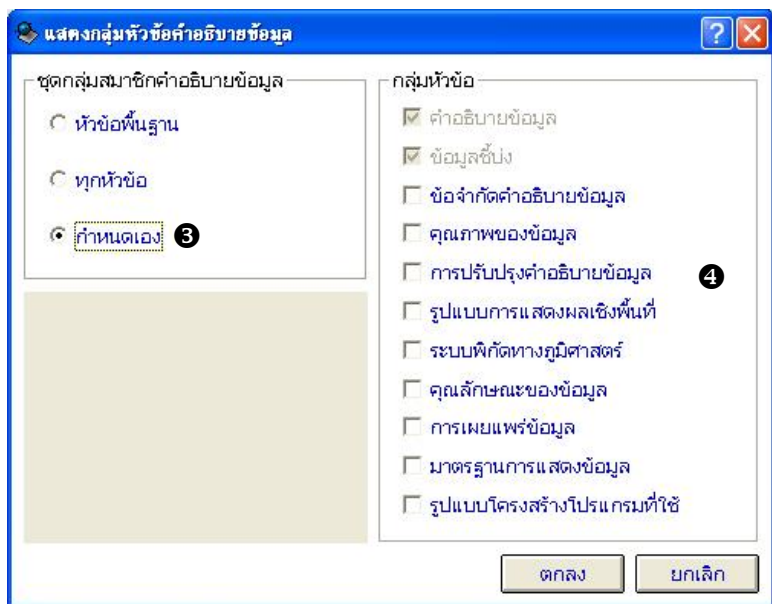 แสดงกลุ่มหัวข้อคำอธิบายข้อมูล
ชุดกลุ่มสมาชิกคำอธิบายข้อมูล
หัวข้อพื้นฐาน
ทุกหัวข้อ
กำหนดเอง ❸
กลุ่มหัวข้อ
คำอธิบายข้อมูล
ข้อมูลชี้บ่ง
ข้อจำกัดคำอธิบายข้อมูล
คุณภาพของข้อมูล
การปรับปรุงคำอธิบายข้อมูล ❹
รูปแบบการแสดงผลเชิงพื้นที่
ระบบพิกัดทางภูมิศาสตร์
คุณลักษณะของข้อมูล
การเผยแพร่ข้อมูล
มาตรฐานการแสดงข้อมูล
รูปแบบโครงสร้างโปรแกรมที่ใช้
ตกลง ยกเลิก